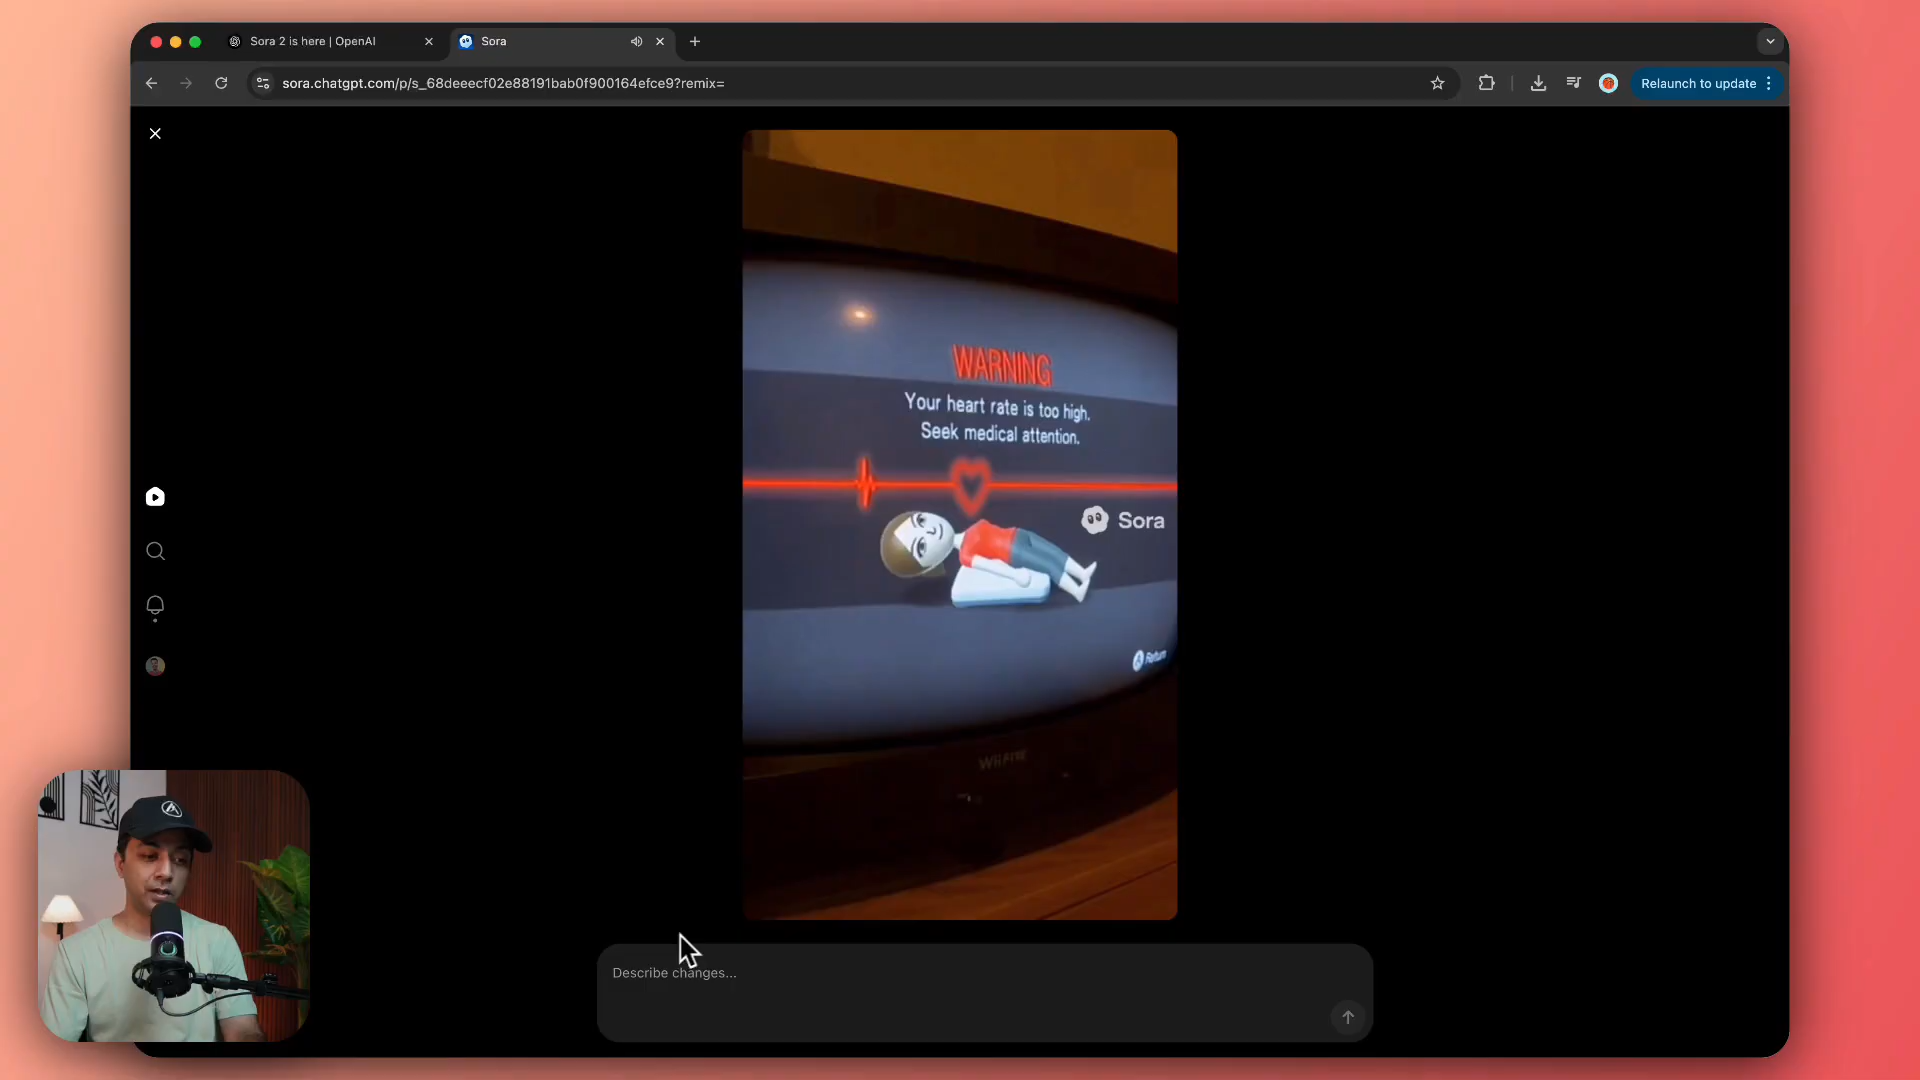 Sora 2 is here | OpenAI
Sora
sora.chatgpt.com/p/s_68deeecf02e88191bab0f900164efce9?remix=
Relaunch to update
WARNING
Your heart rate is too high.
Seek medical attention.
Sora
Return
Describe changes...